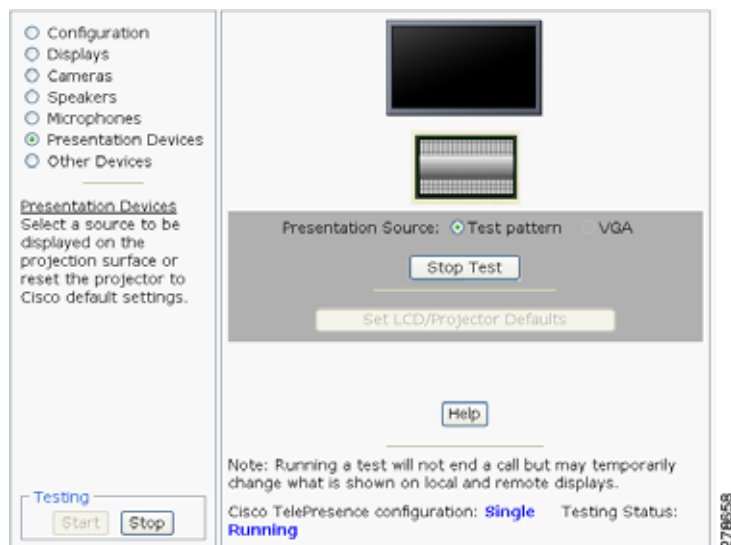 Configuration
Displays
Cameras
Speakers
Microphones
Presentation Devices
Other Devices
Presentation Devices
Select a source to be
displayed on the
projection surface or
reset the projector to
Cisco default settings.
Testing
Start Stop
Presentation Source: Test pattern VGA
Stop Test
Set LCD/Projector Defaults
Help
Note: Running a test will not end a call but may temporarily
change what is shown on local and remote displays.
Cisco TelePresence configuration: Single Testing Status:
Running
278658